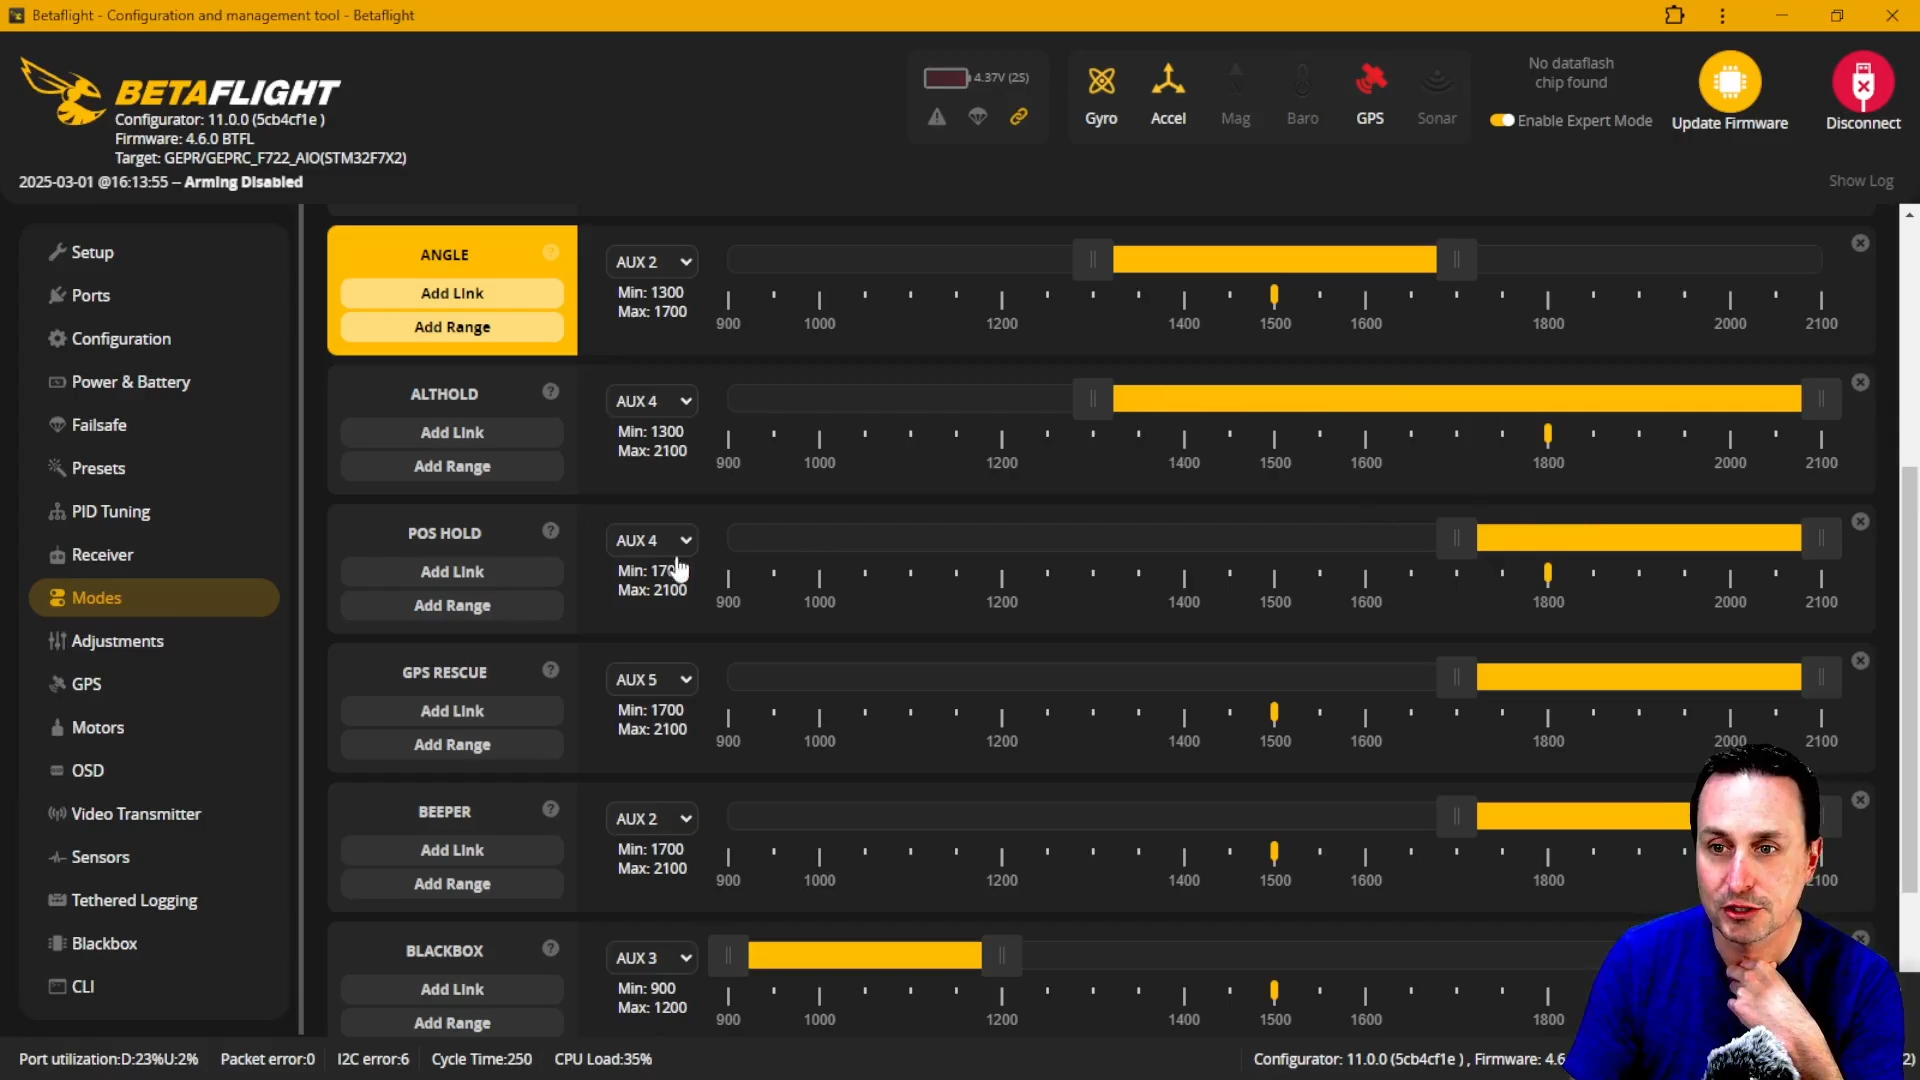 Betaflight - Configuration and management tool - Betaflight
BETAFLIGHT
Configurator: 11.0.0 (5cb4cf1e )
Firmware: 4.6.0 BTFL
Target: GEPR/GEPRC_F722_AIO(STM32F7X2)
2025-03-01 @16:13:55 – Arming Disabled
4.37V (2S)
Gyro
Accel
Mag
Baro
GPS
Sonar
No dataflash
chip found
Enable Expert Mode
Update Firmware
Disconnect
Show Log
Setup
Ports
Configuration
Power & Battery
Failsafe
Presets
PID Tuning
Receiver
Modes
Adjustments
GPS
Motors
OSD
Video Transmitter
Sensors
Tethered Logging
Blackbox
CLI
ANGLE
Add Link
Add Range
AUX 2
Min: 1300
Max: 1700
900 1000 1200 1400 1500 1600 1800 2000 2100
ALTHOLD
Add Link
Add Range
AUX 4
Min: 1300
Max: 2100
900 1000 1200 1400 1500 1600 1800 2000 2100
POS HOLD
Add Link
Add Range
AUX 4
Min: 170
Max: 2100
900 1000 1200 1400 1500 1600 1800 2000 2100
GPS RESCUE
Add Link
Add Range
AUX 5
Min: 1700
Max: 2100
900 1000 1200 1400 1500 1600 1800 2000 2100
BEEPER
Add Link
Add Range
AUX 2
Min: 1700
Max: 2100
900 1000 1200 1400 1500 1600 1800 2100
BLACKBOX
Add Link
Add Range
AUX 3
Min: 900
Max: 1200
900 1000 1200 1400 1500 1600 1800
Port utilization:D:23%U:2% Packet error:0 I2C error:6 Cycle Time:250 CPU Load:35%
Configurator: 11.0.0 (5cb4cf1e ) , Firmware: 4.6 2)